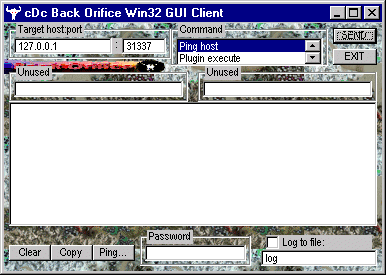 cDc Back Orifice Win32 GUI Client
Target host:port
Command
127.0.0.1 : 31337
Ping host
Plugin execute
SEND
EXIT
Unused
Unused
Password
Log to file:
Clear
Copy
Ping...
log